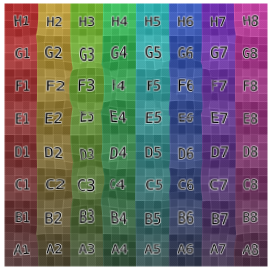 H1 H2 H3 H4 H5 H6 H7 H8
G1 G2 G3 G4 G5 G6 G7 G8
F1 F2 F3 F4 F5 F6 F7 F8
E1 E2 E3 E4 E5 E6 E7 E8
D1 D2 D3 D4 D5 D6 D7 D8
C1 C2 C3 C4 C5 C6 C7 C8
B1 B2 B3 B4 B5 B6 B7 B8
A1 A2 A3 A4 A5 A6 A7 A8